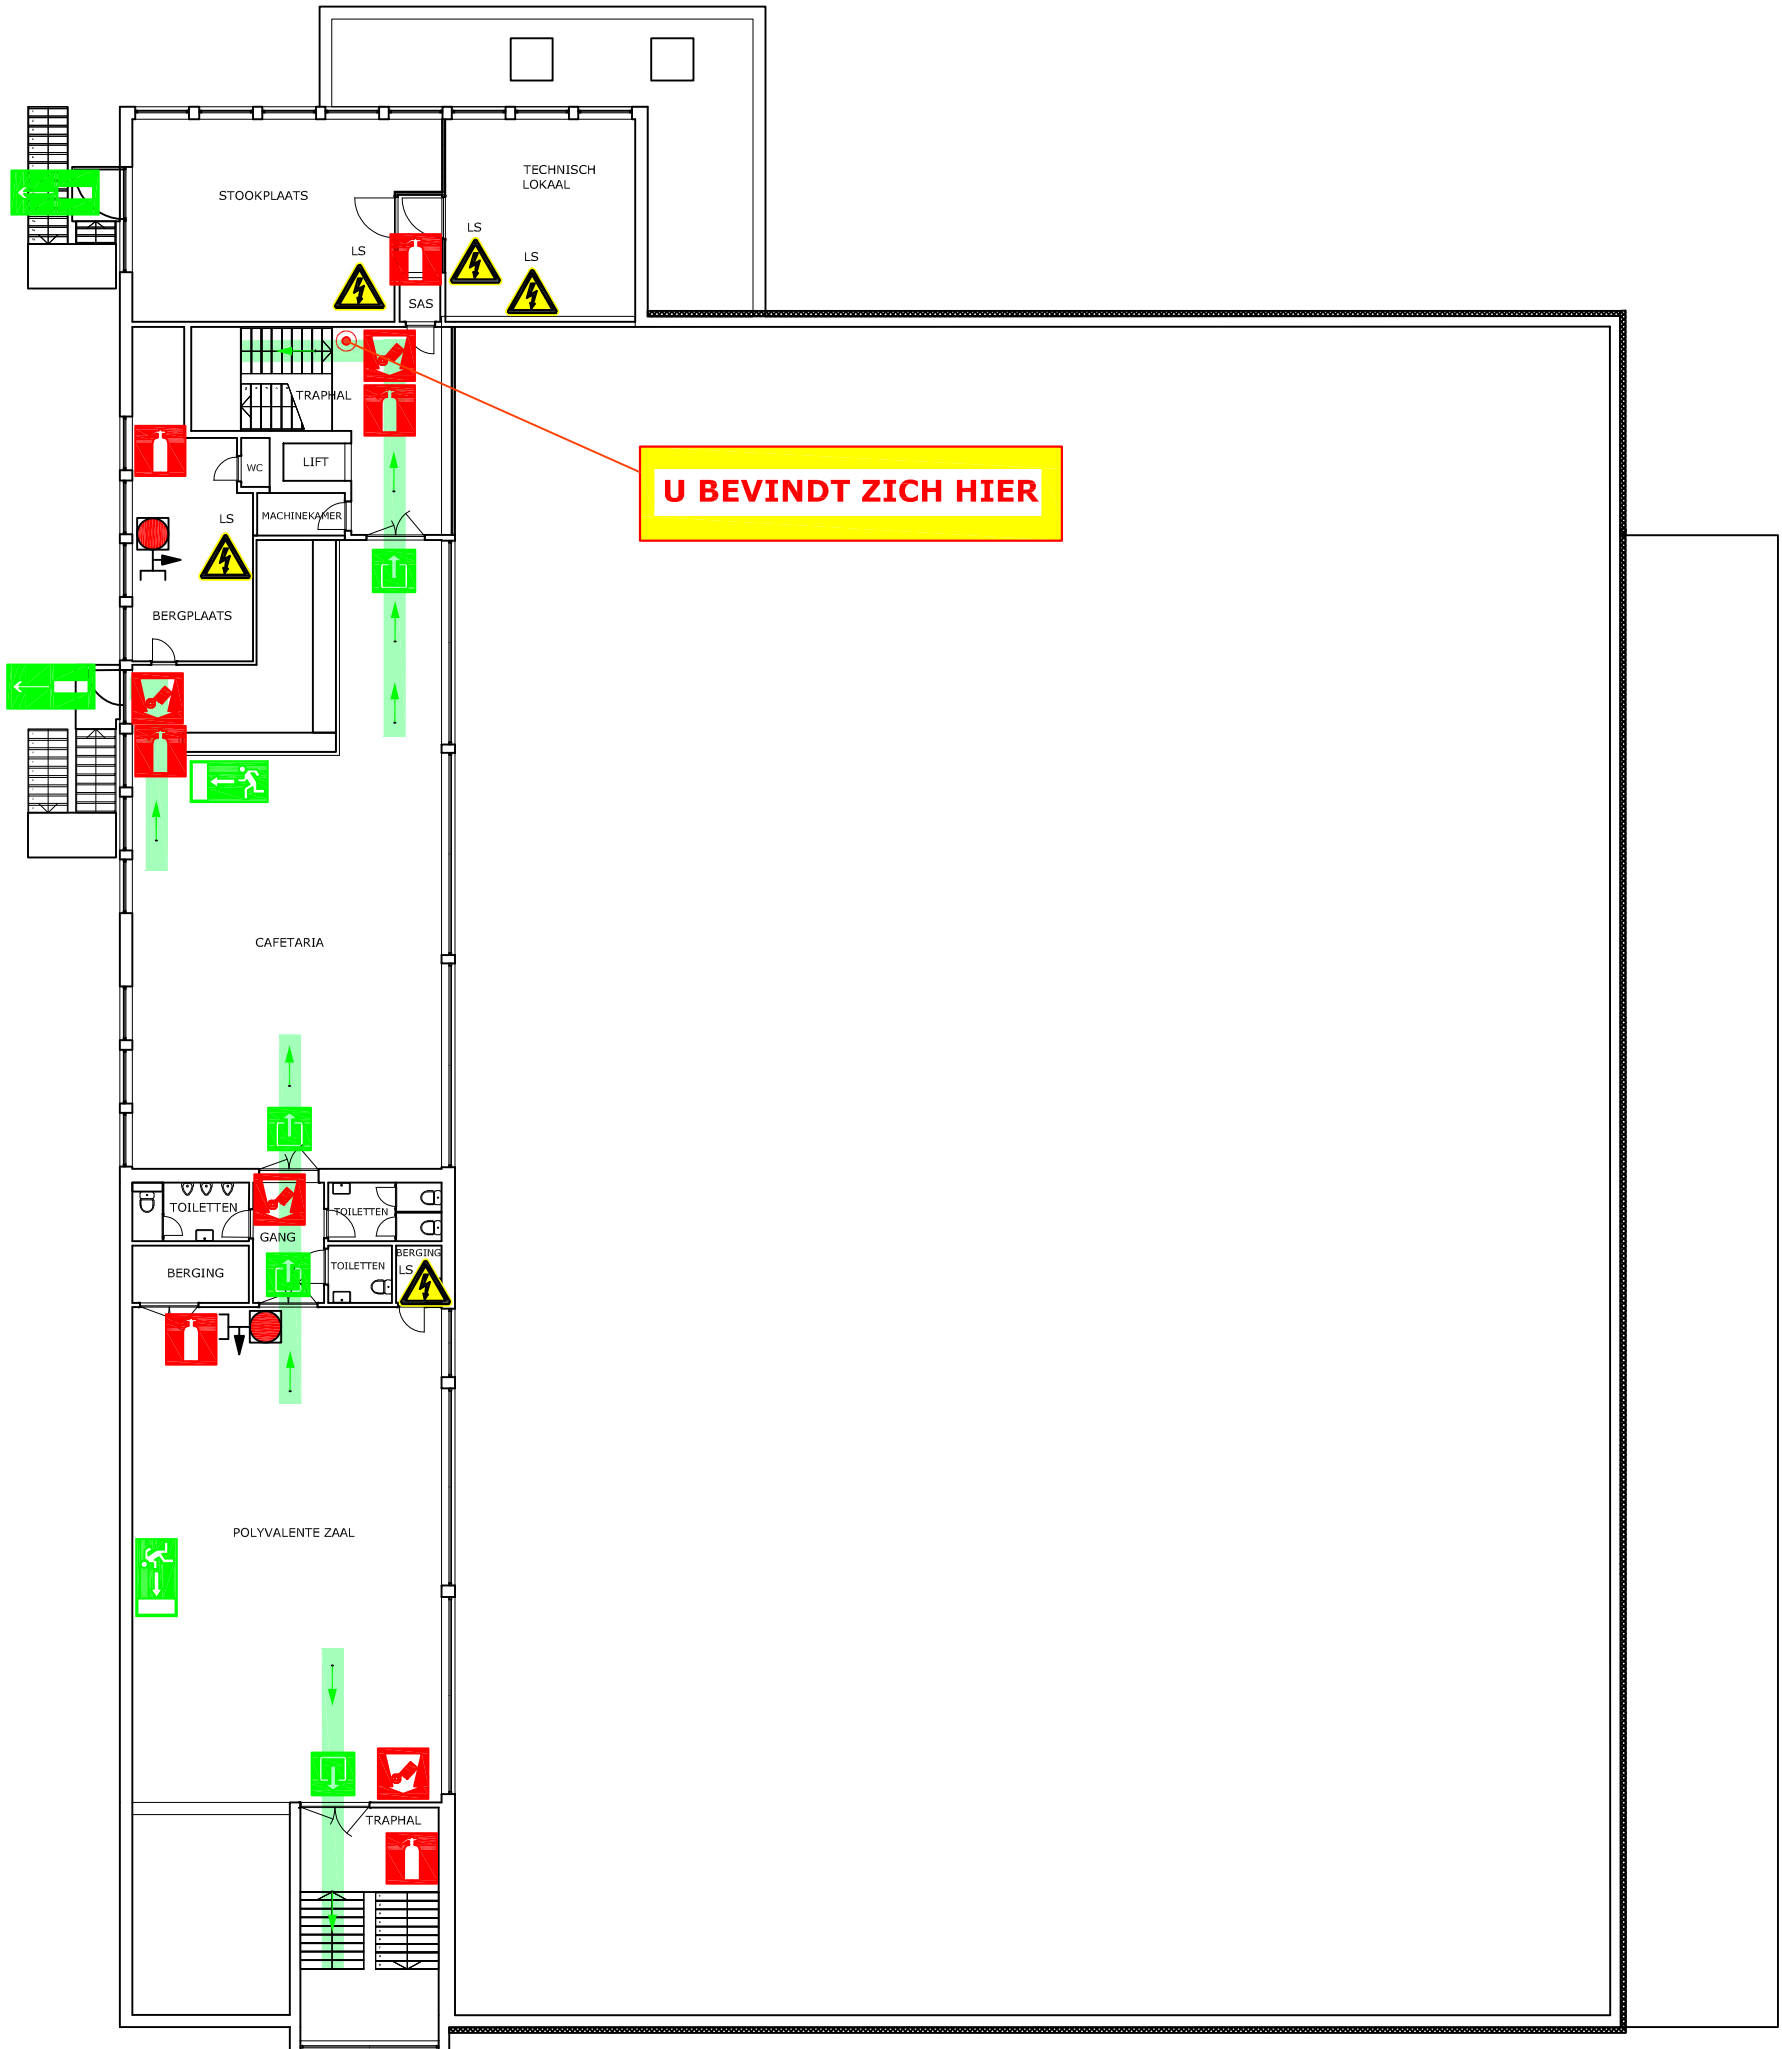 TECHNISCH
LOKAAL
STOOKPLAATS
LS
LS
LS
SAS
TRAPHAL
WC
LIFT
U BEVINDT ZICH HIER
MACHINEKAMER
LS
BERGPLAATS
CAFETARIA
TOILETTEN
TOILETTEN
GANG
BERGING
TOILETTEN
BERGING
LS
POLYVALENTE ZAAL
TRAPHAL